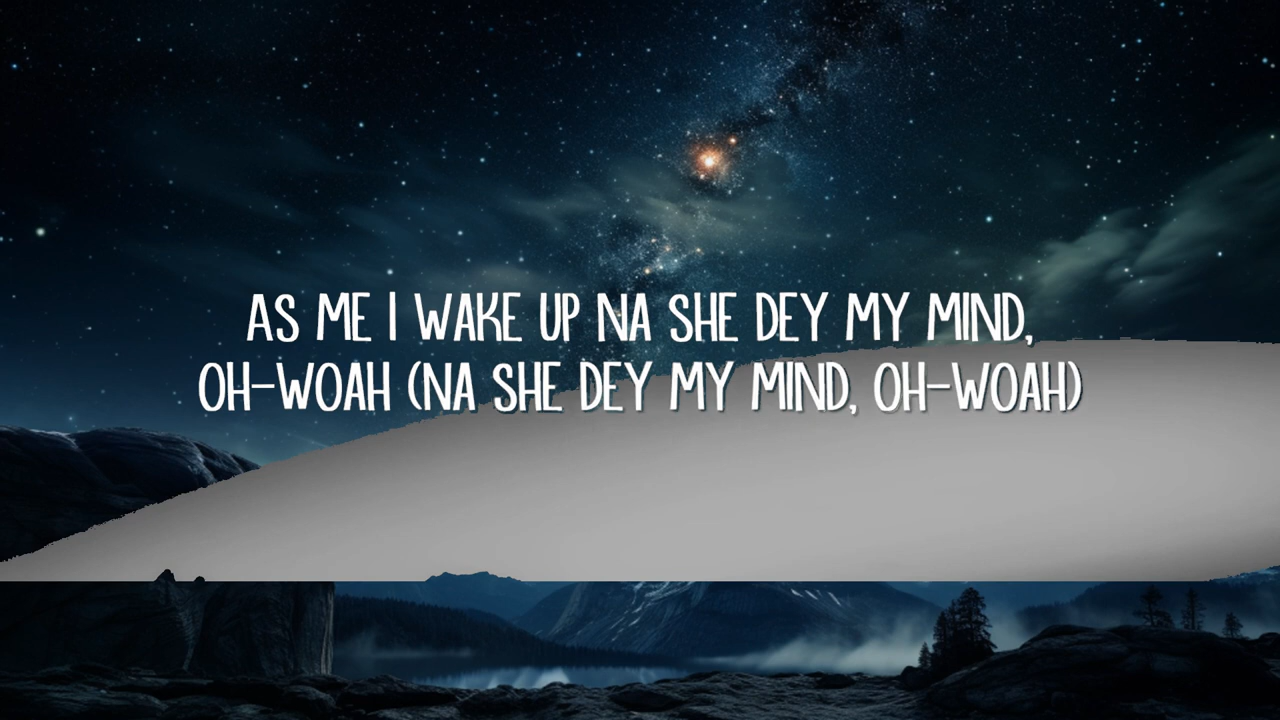 AS ME I WAKE UP NA SHE DEY MY MIND,
OH-WOAH (NA SHE DEY MY MIND, OH-WOAH)